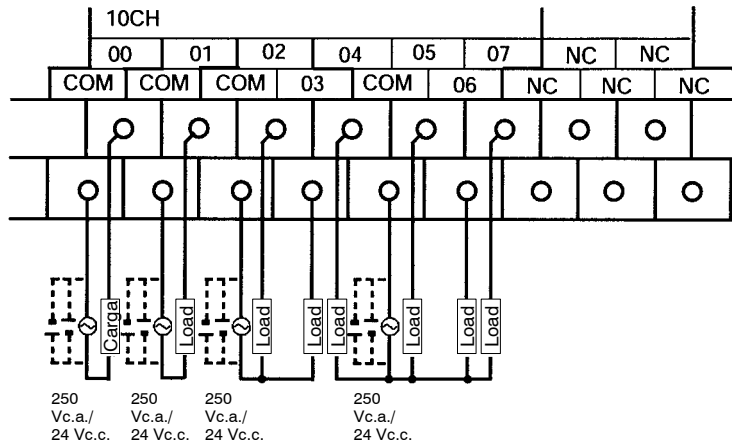 10CH
00 01 02 04 05 07 NC NC
COM COM COM 03 COM 06 NC NC NC
Carga Load Load Load Load Load Load Load
250 250 250 250
Vc.a./ Vc.a./ Vc.a./ Vc.a./
24 Vc.c. 24 Vc.c. 24 Vc.c. 24 Vc.c.